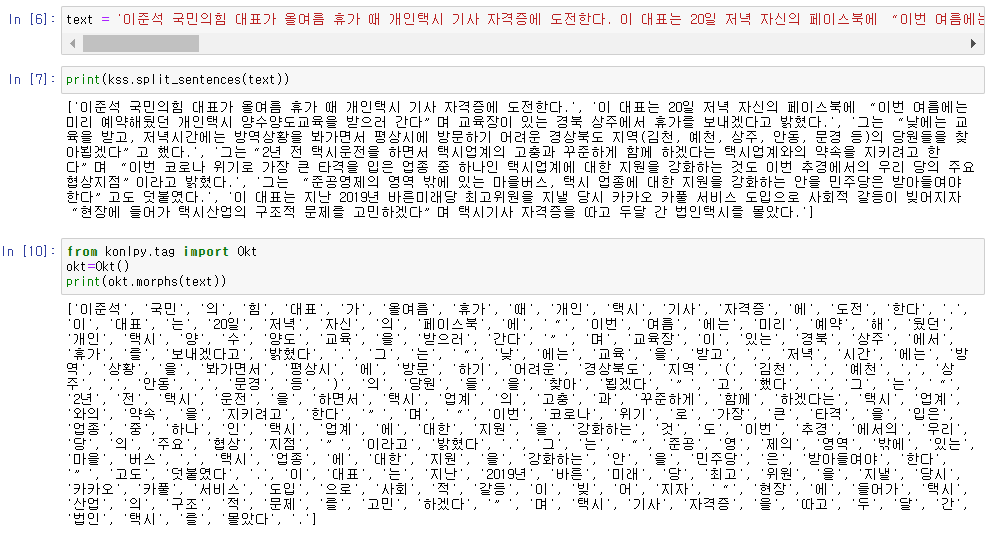 In [6]: text = '이준석 국민의힘 대표가 올여름 휴가 때 개인택시 기사 자격증에 도전한다. 이 대표는 20일 저녁 자신의 페이스북에  “이번 여름에는
In [7]: print(kss.split_sentences(text))
['이준석 국민의힘 대표가 올여름 휴가 때 개인택시 기사 자격증에 도전한다.', '이 대표는 20일 저녁 자신의 페이스북에  “이번 여름에는
미리 예약해뒀던 개인택시 양수양도교육을 받으러 간다”며 교육장이 있는 경북 상주에서 휴가를 보내겠다고 밝혔다.', '그는  “낮에는 교
육을 받고, 저녁시간에는 방역상황을 봐가면서 평상시에 방문하기 어려운 경상북도 지역(김천, 예천, 상주, 안동, 문경 등)의 당원들을 찾
아뵙겠다”고 했다.', '그는 “2년 전 택시운전을 하면서 택시업계의 고충과 꾸준하게 함께 하겠다는 택시업계와의 약속을 지키려고 한
다”며  “이번 코로나 위기로 가장 큰 타격을 입은 업종 중 하나인 택시업계에 대한 지원을 강화하는 것도 이번 추경에서의 우리 당의 주요
협상지점”이라고 밝혔다.', '그는  “준공영제의 영역 밖에 있는 마을버스, 택시 업종에 대한 지원을 강화하는 안을 민주당은 받아들여야
한다”고도 덧붙였다.', '이 대표는 지난 2019년 바른미래당 최고위원을 지낼 당시 카카오 카풀 서비스 도입으로 사회적 갈등이 빚어지자
“현장에 들어가 택시산업의 구조적 문제를 고민하겠다”며 택시기사 자격증을 따고 두달 간 법인택시를 몰았다.']
In [10]: from konlpy.tag import Okt
okt=Okt()
print(okt.morphs(text))
['이준석', '국민', '의', '힘', '대표', '가', '올여름', '휴가', '때', '개인', '택시', '기사', '자격증', '에', '도전', '한다', '.',
'이', '대표', '는', '20일', '저녁', '자신', '의', '페이스북', '에', '“', '이번', '여름', '에는', '미리', '예약', '해', '뒀던',
'개인', '택시', '양', '수', '양도', '교육', '을', '받으러', '간다', '”', '며', '교육장', '이', '있는', '경북', '상주', '에서',
'휴가', '를', '보내겠다고', '밝혔다', '.', '그', '는', '“', '낮', '에는', '교육', '을', '받고', ',', '저녁', '시간', '에는', '방
역', '상황', '을', '봐가면서', '평상시', '에', '방문', '하기', '어려운', '경상북도', '지역', '(', '김천', ',', '예천', ',', '상
주', ',', '안동', ',', '문경', '등', ')', '의', '당원', '들', '을', '찾아', '뵙겠다', '”', '고', '했다', '.', '그', '는', '“',
'2년', '전', '택시', '운전', '을', '하면서', '택시', '업계', '의', '고충', '과', '꾸준하게', '함께', '하겠다는', '택시', '업계',
'와의', '약속', '을', '지키려고', '한다', '”', '며', '“', '이번', '코로나', '위기', '로', '가장', '큰', '타격', '을', '입은',
'업종', '중', '하나', '인', '택시', '업계', '에', '대한', '지원', '을', '강화하는', '것', '도', '이번', '추경', '에서의', '우리',
'당', '의', '주요', '협상', '지점', '”', '이라고', '밝혔다', '.', '그', '는', '“', '준공', '영', '제의', '영역', '밖에', '있는',
'마을', '버스', ',', '택시', '업종', '에', '대한', '지원', '을', '강화하는', '안', '을', '민주당', '은', '받아들여야', '한다',
'”', '고도', '덧붙였다', '.', '이', '대표', '는', '지난', '2019년', '바른', '미래', '당', '최고', '위원', '을', '지낼', '당시',
'카카오', '카풀', '서비스', '도입', '으로', '사회', '적', '갈등', '이', '빚', '어', '지자', '“', '현장', '에', '들어가', '택시',
'산업', '의', '구조', '적', '문제', '를', '고민', '하겠다', '”', '며', '택시', '기사', '자격증', '을', '따고', '두', '달', '간',
'법인', '택시', '를', '몰았다', '.']